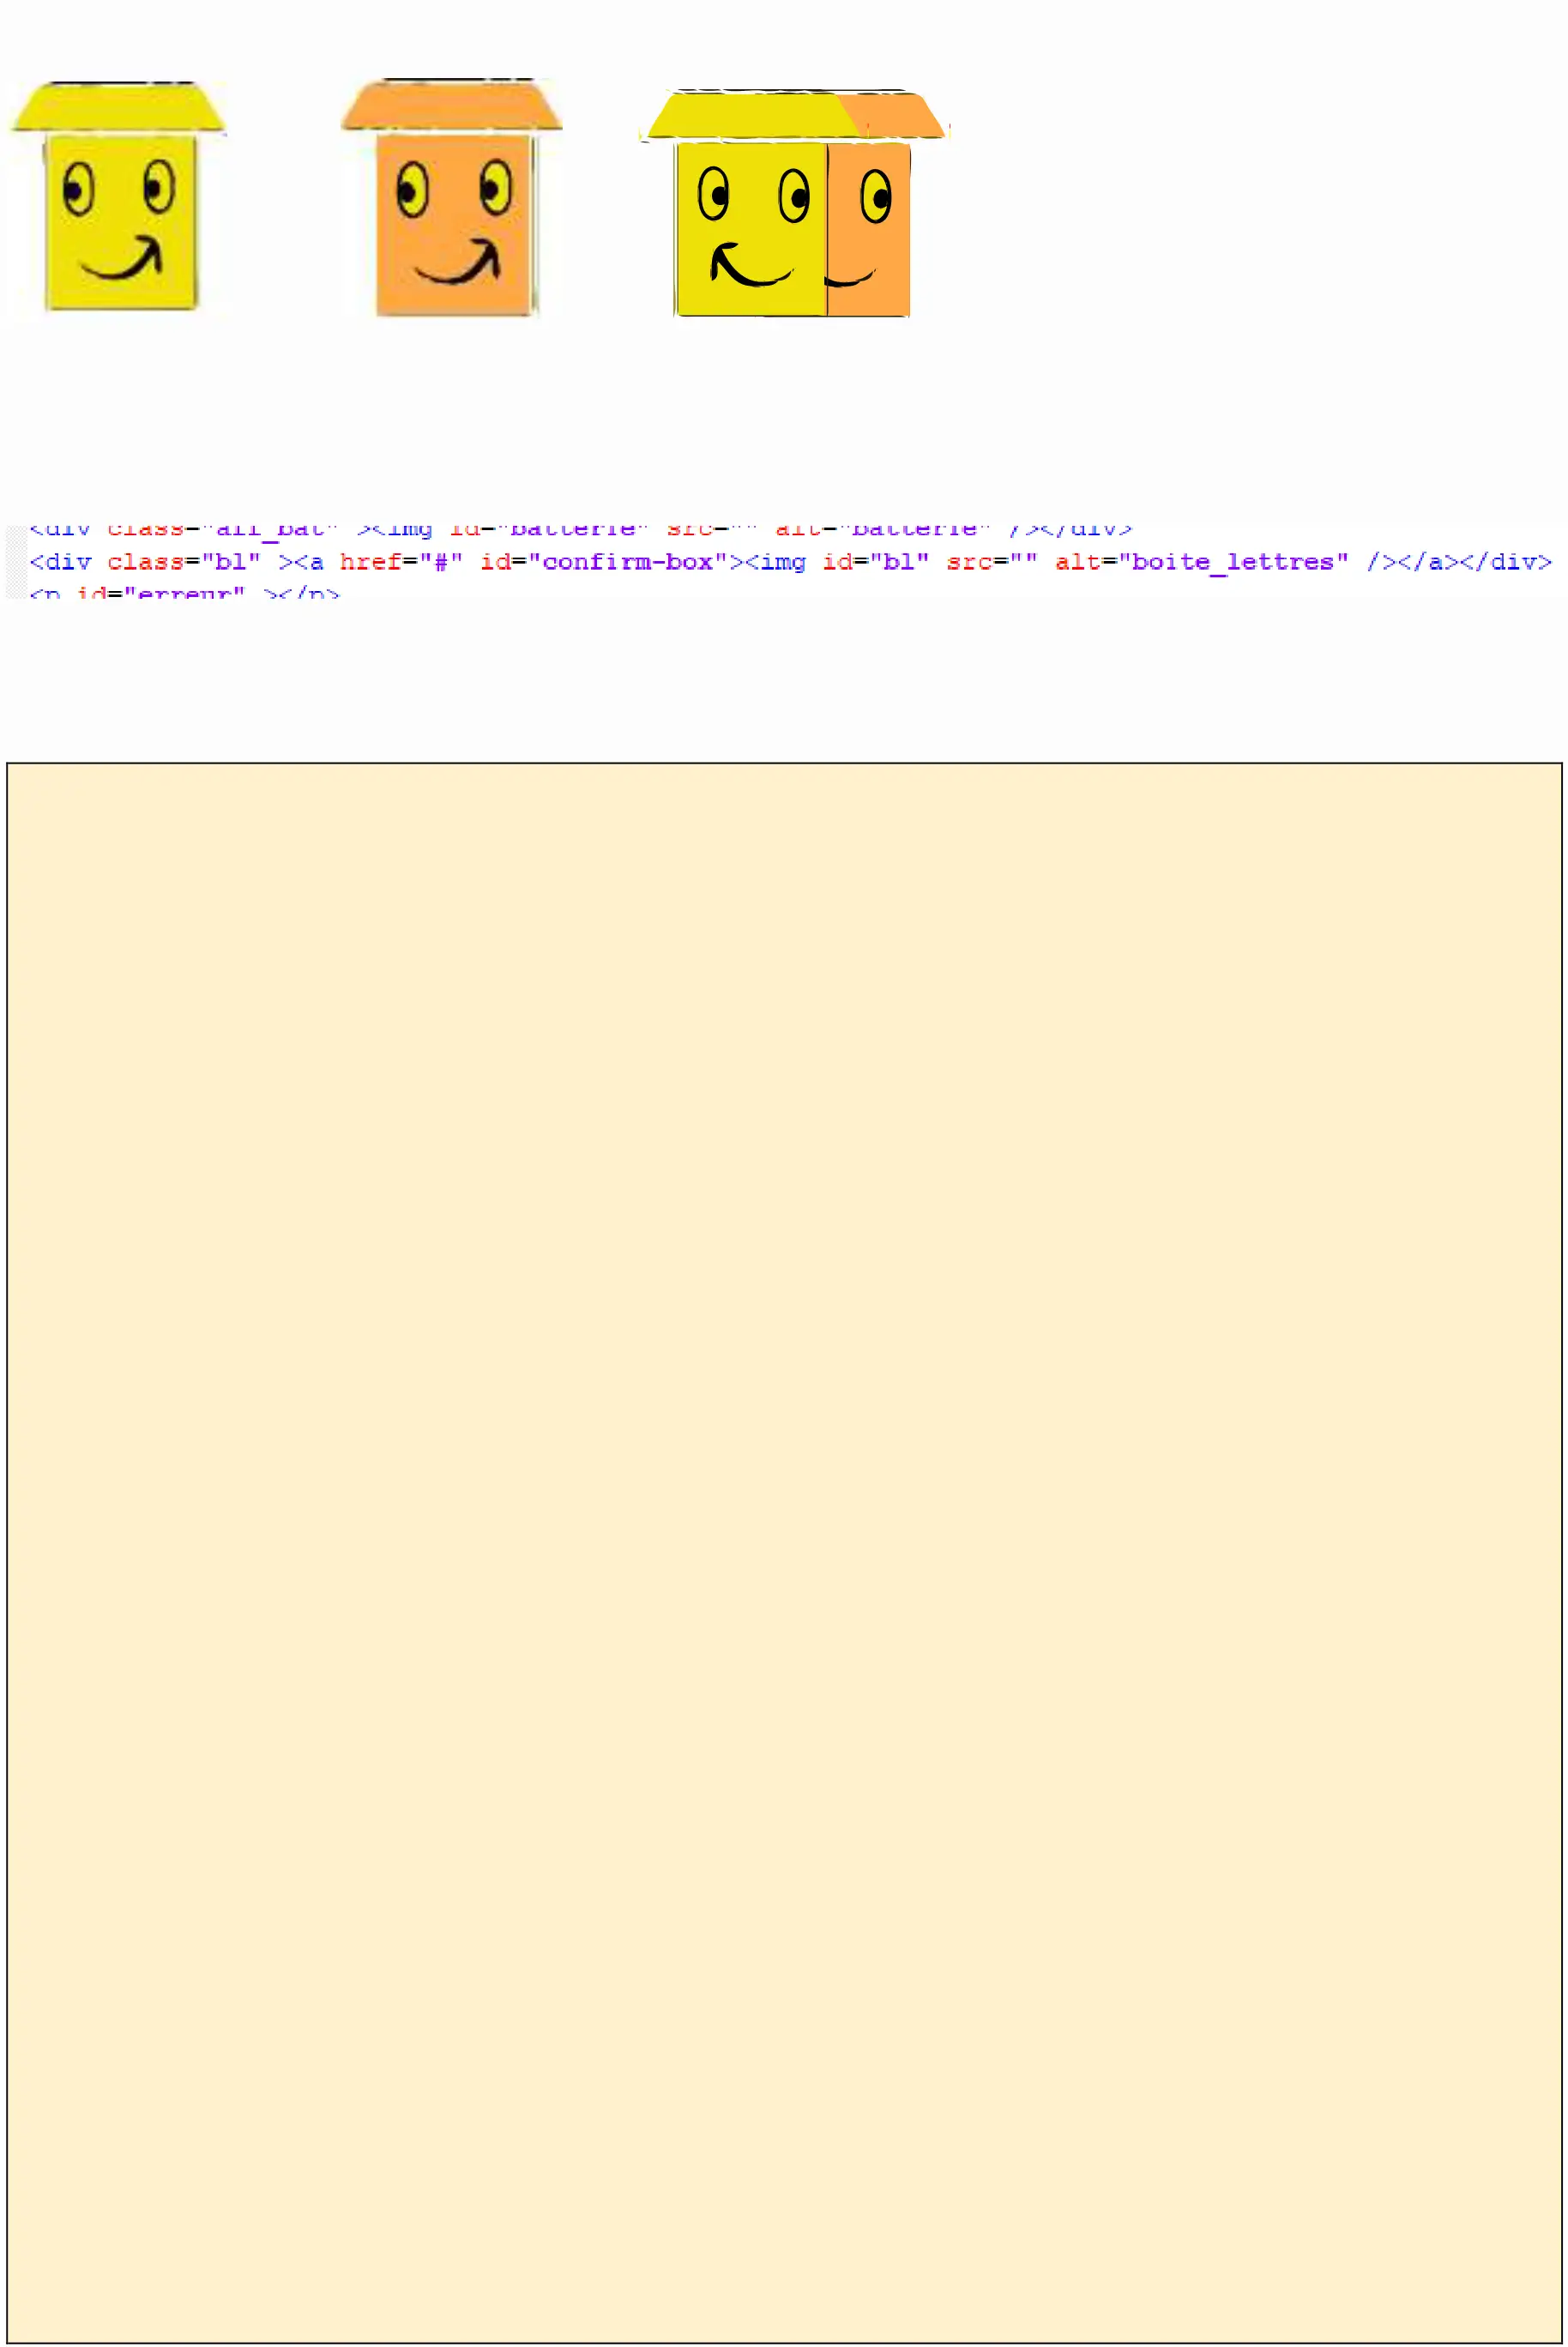 <div class="all_bat" ><img id="batterie" src="" alt="batterie" /></div>
<div class="bl" ><a href="#" id="confirm-box"><img id="bl" src="" alt="boite_lettres" /></a></div>
<p id="erreur" ></p>